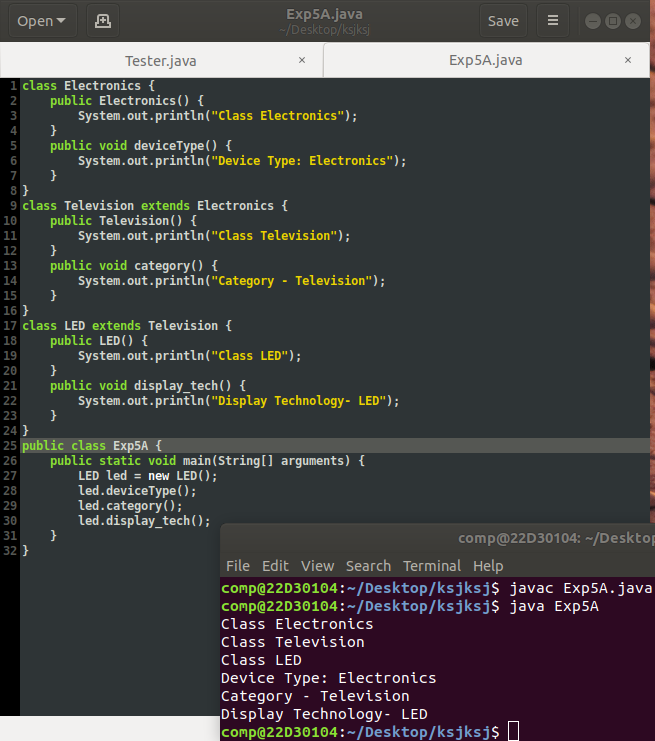 Open
Exp5A.java
~/Desktop/ksjksj
Save
Tester.java ×
Exp5A.java ×
1 class Electronics {
2     public Electronics() {
3         System.out.println("Class Electronics");
4     }
5     public void deviceType() {
6         System.out.println("Device Type: Electronics");
7     }
8 }
9 class Television extends Electronics {
10     public Television() {
11         System.out.println("Class Television");
12     }
13     public void category() {
14         System.out.println("Category - Television");
15     }
16 }
17 class LED extends Television {
18     public LED() {
19         System.out.println("Class LED");
20     }
21     public void display_tech() {
22         System.out.println("Display Technology- LED");
23     }
24 }
25 public class Exp5A {
26     public static void main(String[] arguments) {
27         LED led = new LED();
28         led.deviceType();
29         led.category();
30         led.display_tech();
31     }
32 }
comp@22D30104: ~/Desktop
File Edit View Search Terminal Help
comp@22D30104:~/Desktop/ksjksj$ javac Exp5A.java
comp@22D30104:~/Desktop/ksjksj$ java Exp5A
Class Electronics
Class Television
Class LED
Device Type: Electronics
Category - Television
Display Technology- LED
comp@22D30104:~/Desktop/ksjksj$